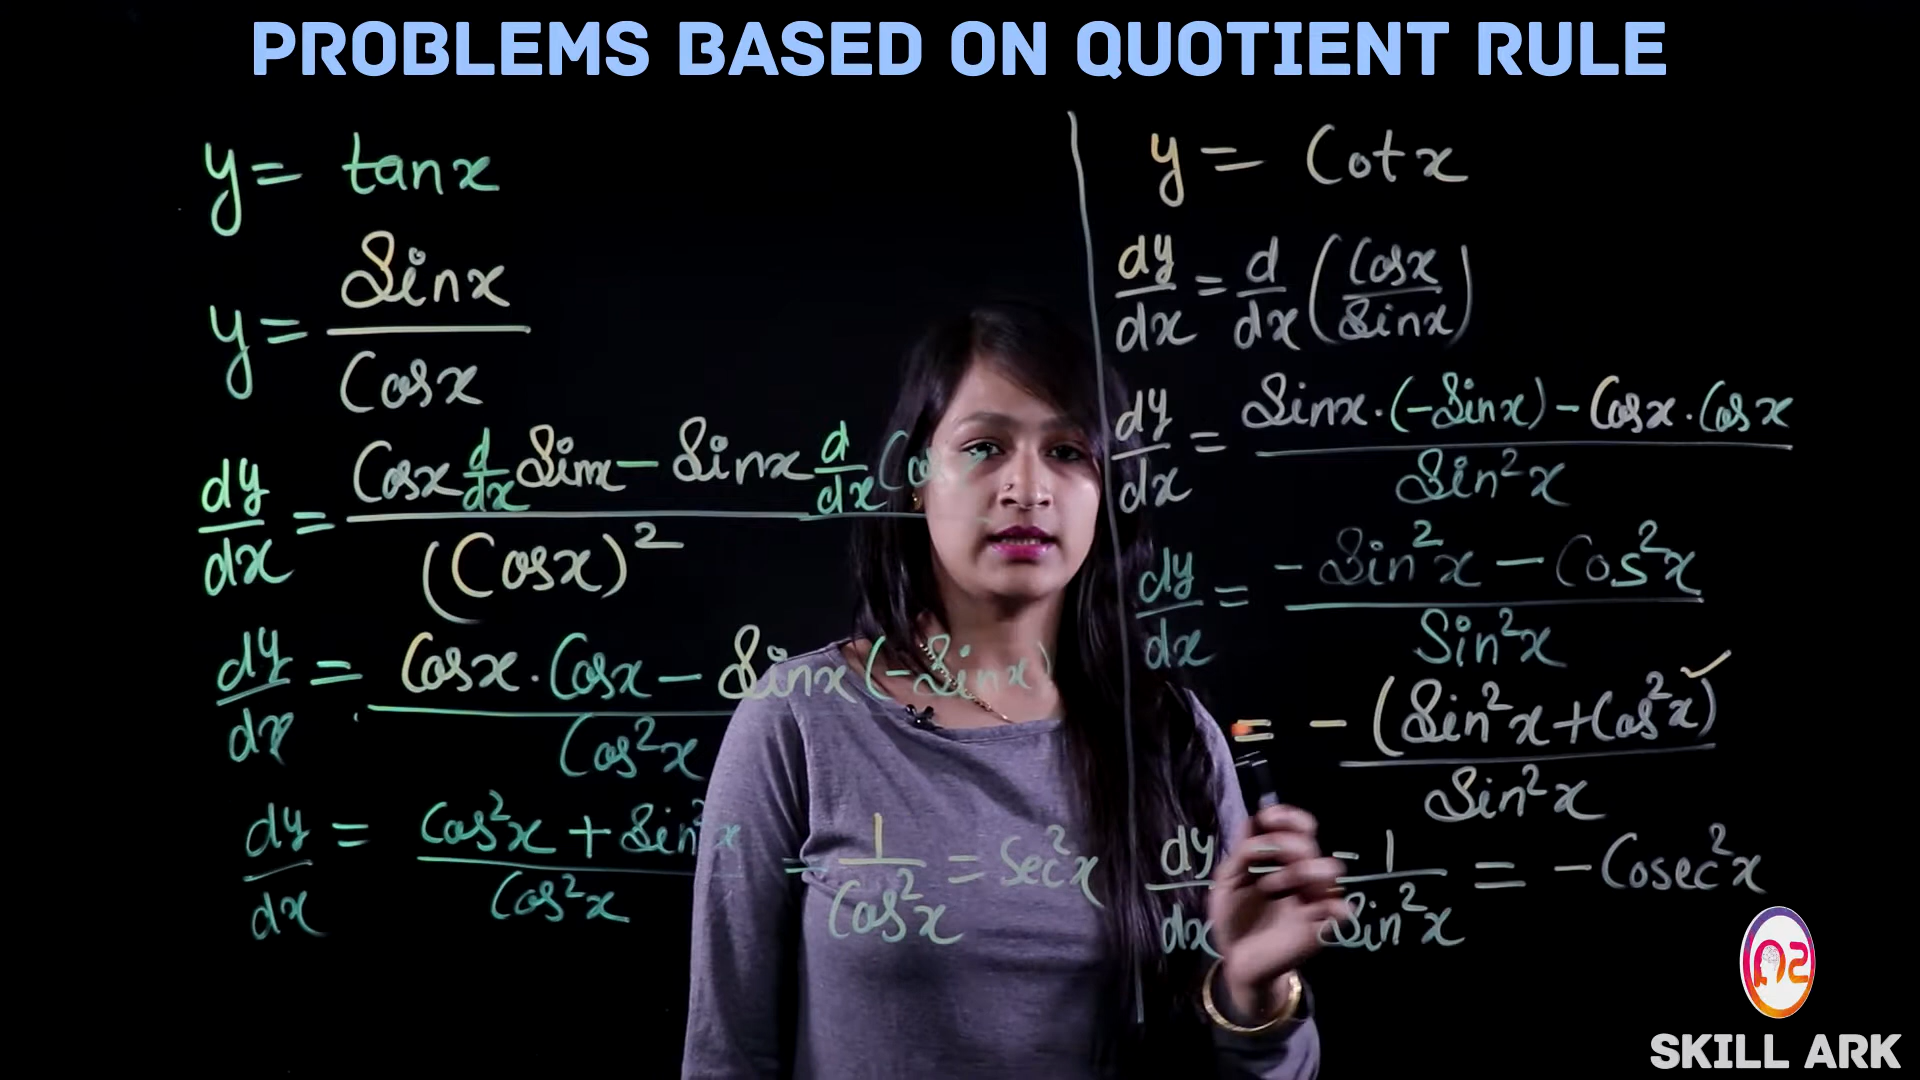 PROBLEMS BASED ON QUOTIENT RULE
y = tanx
y = Sinx / Cosx
dy/dx = Cosx d/dx Sinx - Sinx d/dx (Co / (Cosx)²
dy/dx = Cosx . Cosx - Sinx (-Sinx) / Cos²x
dy/dx = Cos²x + Sin²x / Cos²x = 1 / Cos²x = Sec²x
y = Cotx
dy/dx = d/dx (Cosx / Sinx)
dy/dx = Sinx . (-Sinx) - Cosx . Cosx / Sin²x
dy/dx = - Sin²x - Cos²x / Sin²x
= - (Sin²x + Cos²x) / Sin²x
dy/dx = -1 / Sin²x = - Cosec²x
SKILL ARK